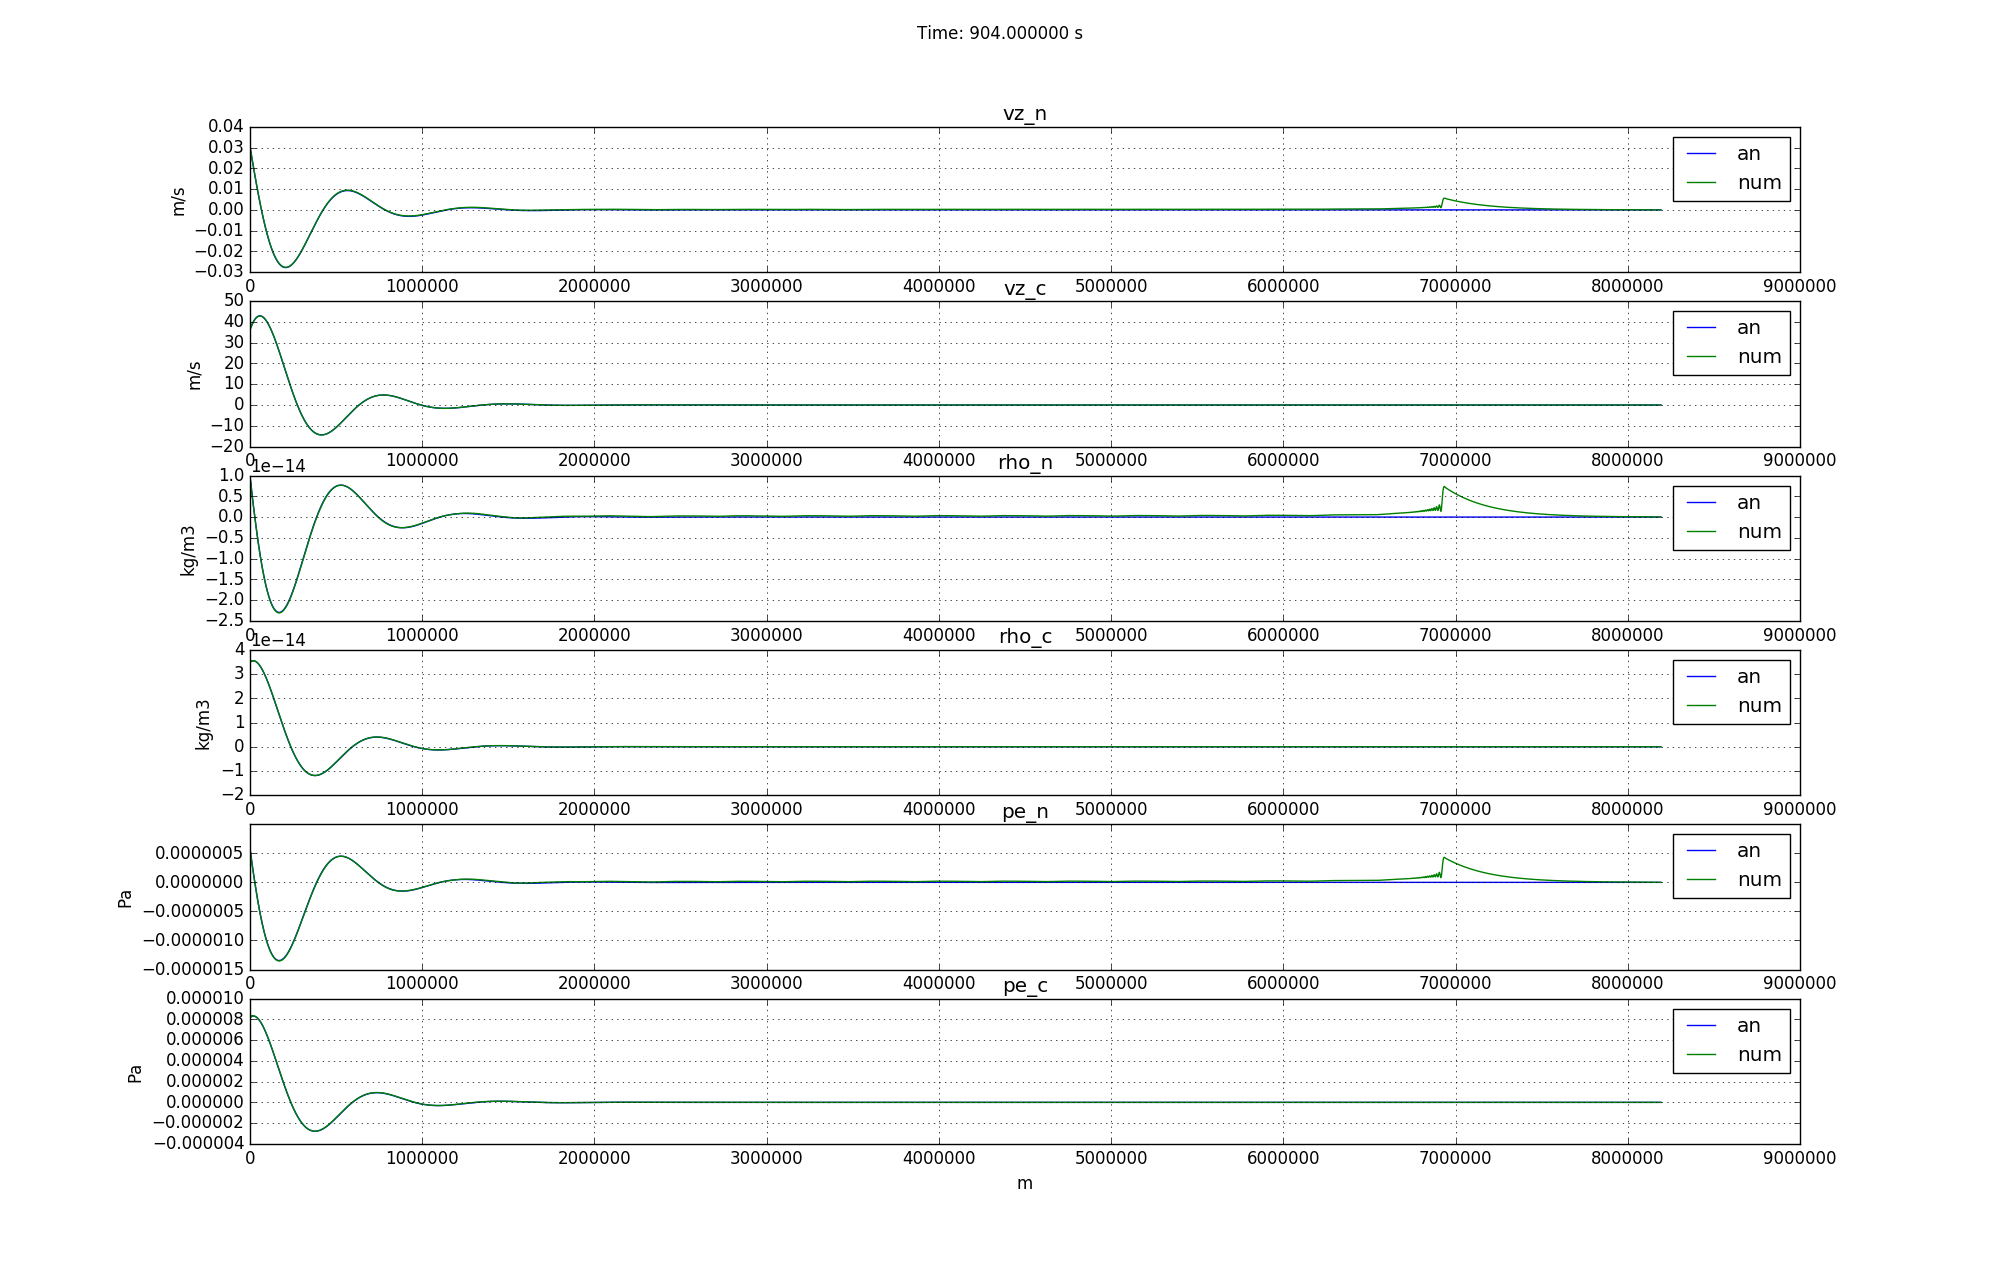 Time: 904.000000 s
vz_n
0.04
0.03
0.02
0.01
0.00
−0.01
−0.02
−0.03
m/s
an
num
0 1000000 2000000 3000000 4000000 5000000 6000000 7000000 8000000 9000000
vz_c
50
40
30
20
10
0
−10
−20
m/s
an
num
0 1000000 2000000 3000000 4000000 5000000 6000000 7000000 8000000 9000000
1e−14
rho_n
1.0
0.5
0.0
−0.5
−1.0
−1.5
−2.0
−2.5
kg/m3
an
num
0 1000000 2000000 3000000 4000000 5000000 6000000 7000000 8000000 9000000
1e−14
rho_c
4
3
2
1
0
−1
−2
kg/m3
an
num
0 1000000 2000000 3000000 4000000 5000000 6000000 7000000 8000000 9000000
pe_n
0.0000005
0.0000000
−0.0000005
−0.0000010
−0.0000015
Pa
an
num
0 1000000 2000000 3000000 4000000 5000000 6000000 7000000 8000000 9000000
pe_c
0.000010
0.000008
0.000006
0.000004
0.000002
0.000000
−0.000002
−0.000004
Pa
an
num
0 1000000 2000000 3000000 4000000 5000000 6000000 7000000 8000000 9000000
m